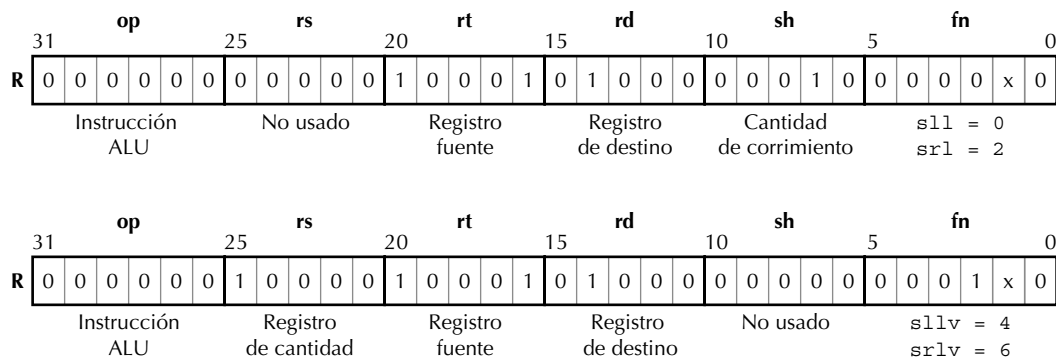 op rs rt rd sh fn
31 25 20 15 10 5 0
R 0 0 0 0 0 0 0 0 0 0 0 1 0 0 0 1 0 1 0 0 0 0 0 0 1 0 0 0 0 0 x 0
Instrucción No usado Registro Registro Cantidad sll = 0
ALU fuente de destino de corrimiento srl = 2
op rs rt rd sh fn
31 25 20 15 10 5 0
R 0 0 0 0 0 0 1 0 0 0 0 1 0 0 0 1 0 1 0 0 0 0 0 0 0 0 0 0 0 1 x 0
Instrucción Registro Registro Registro No usado sllv = 4
ALU de cantidad fuente de destino srlv = 6